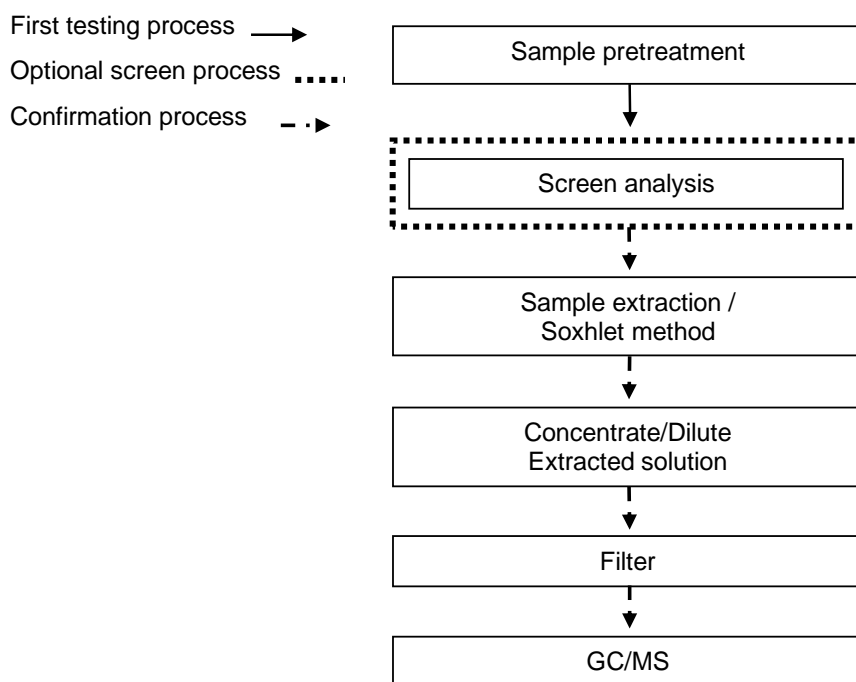 First testing process
Optional screen process
Confirmation process
Sample pretreatment
Screen analysis
Sample extraction /
Soxhlet method
Concentrate/Dilute
Extracted solution
Filter
GC/MS